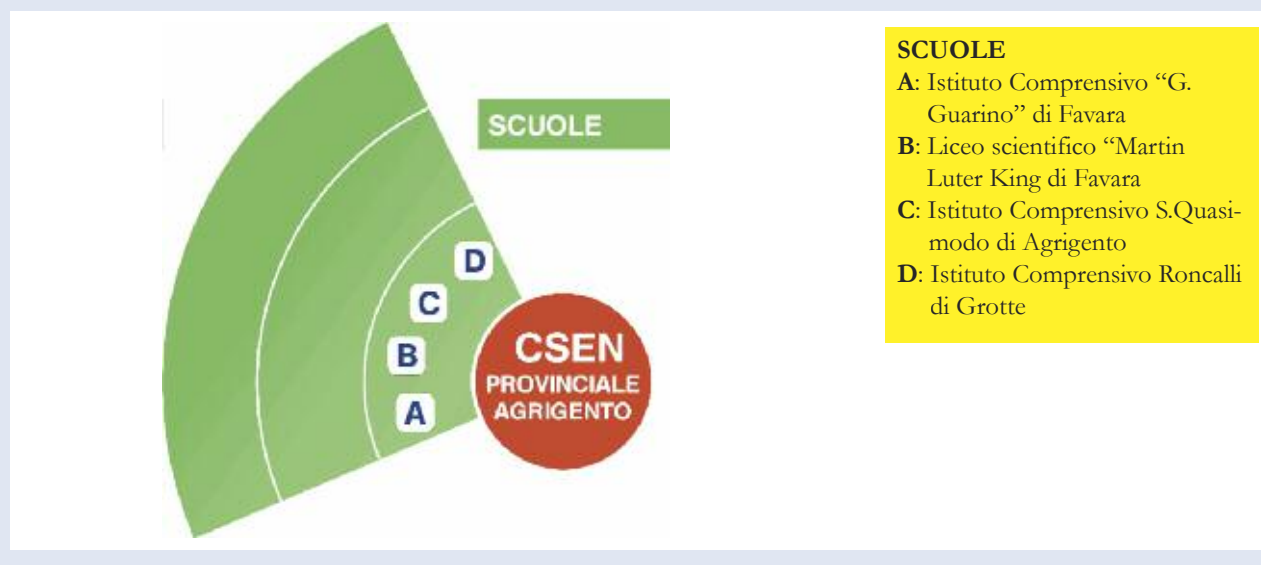 SCUOLE
D
C
B
A
CSEN
PROVINCIALE
AGRIGENTO
SCUOLE
A: Istituto Comprensivo “G.
Guarino” di Favara
B: Liceo scientifico “Martin
Luter King di Favara
C: Istituto Comprensivo S.Quasi-
modo di Agrigento
D: Istituto Comprensivo Roncalli
di Grotte